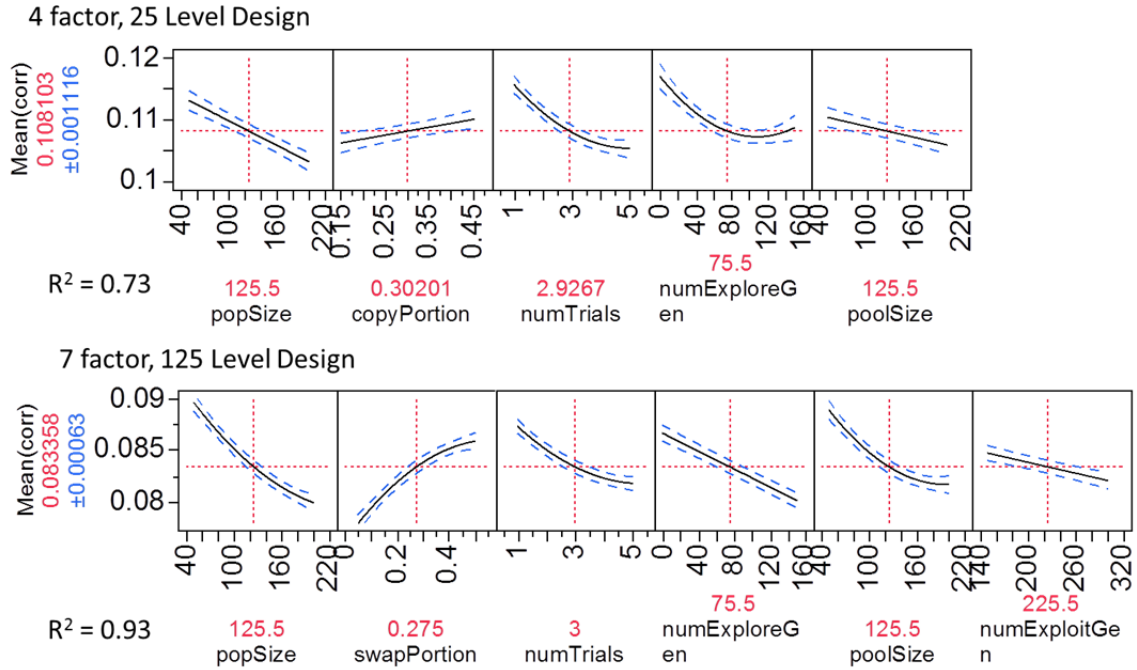 4 factor, 25 Level Design
Mean(corr)
0.108103
±0.001116
0.12
0.11
0.1
40 100 160 220
0.15 0.25 0.35 0.45
1 3 5
0 40 80 120 160
40 100 160 220
R² = 0.73
125.5 0.30201 2.9267 75.5 125.5
popSize copyPortion numTrials numExploreG poolSize
en
7 factor, 125 Level Design
Mean(corr)
0.083358
±0.00063
0.09
0.085
0.08
40 100 160 220
0 0.2 0.4
1 3 5
0 40 80 120 160
40 100 160 220
140 200 260 320
R² = 0.93
125.5 0.275 3 75.5 125.5 225.5
popSize swapPortion numTrials numExploreG poolSize numExploitGe
en n